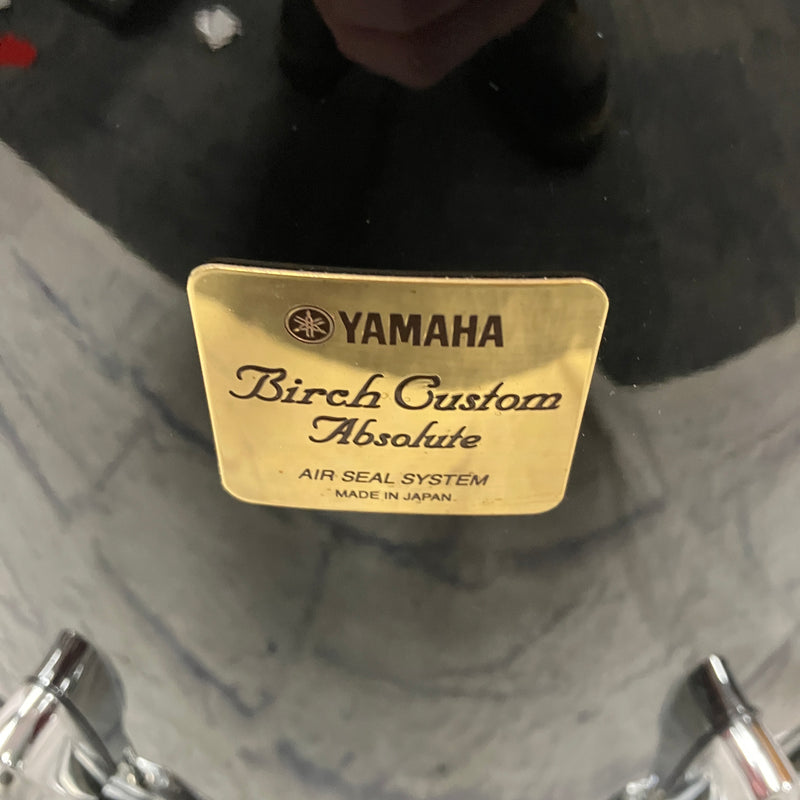 YAMAHA
Birch Custom
Absolute
AIR SEAL SYSTEM
MADE IN JAPAN